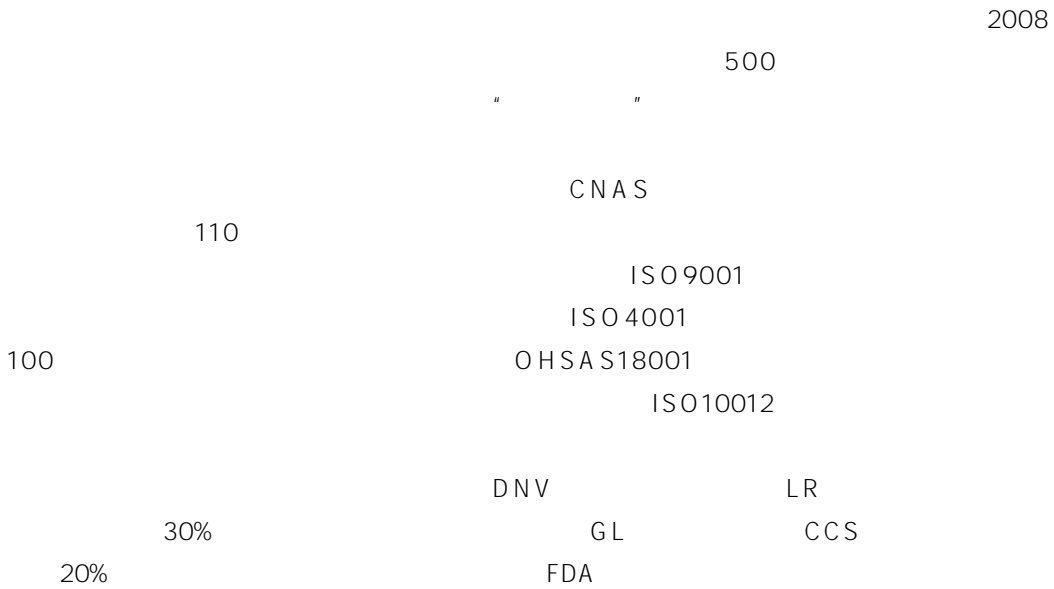 2008
500
“ ”
CNAS
110
ISO9001
ISO4001
100 OHSAS18001
ISO10012
DNV LR
30% GL CCS
20% FDA